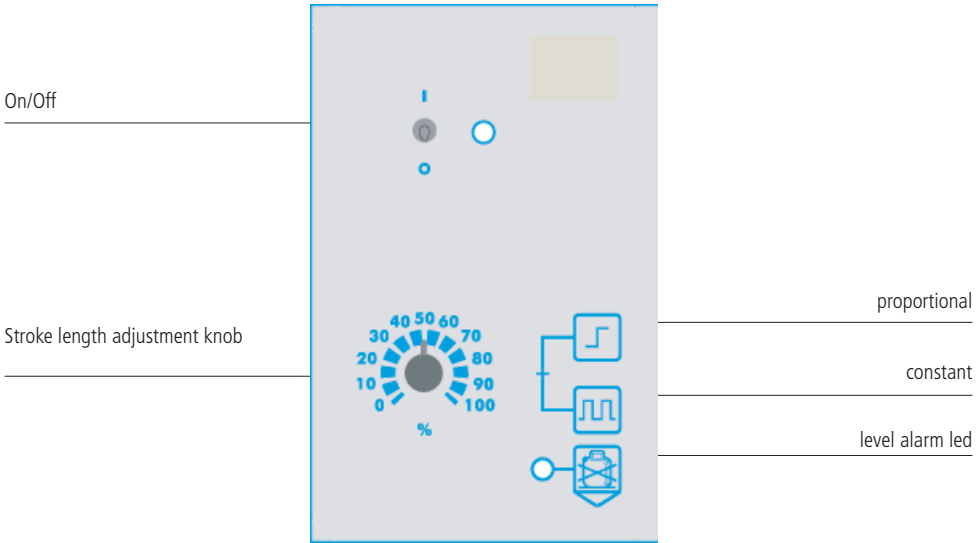 On/Off
I
O
Stroke length adjustment knob
0
10
20
30
40
50
60
70
80
90
100
%
proportional
constant
level alarm led